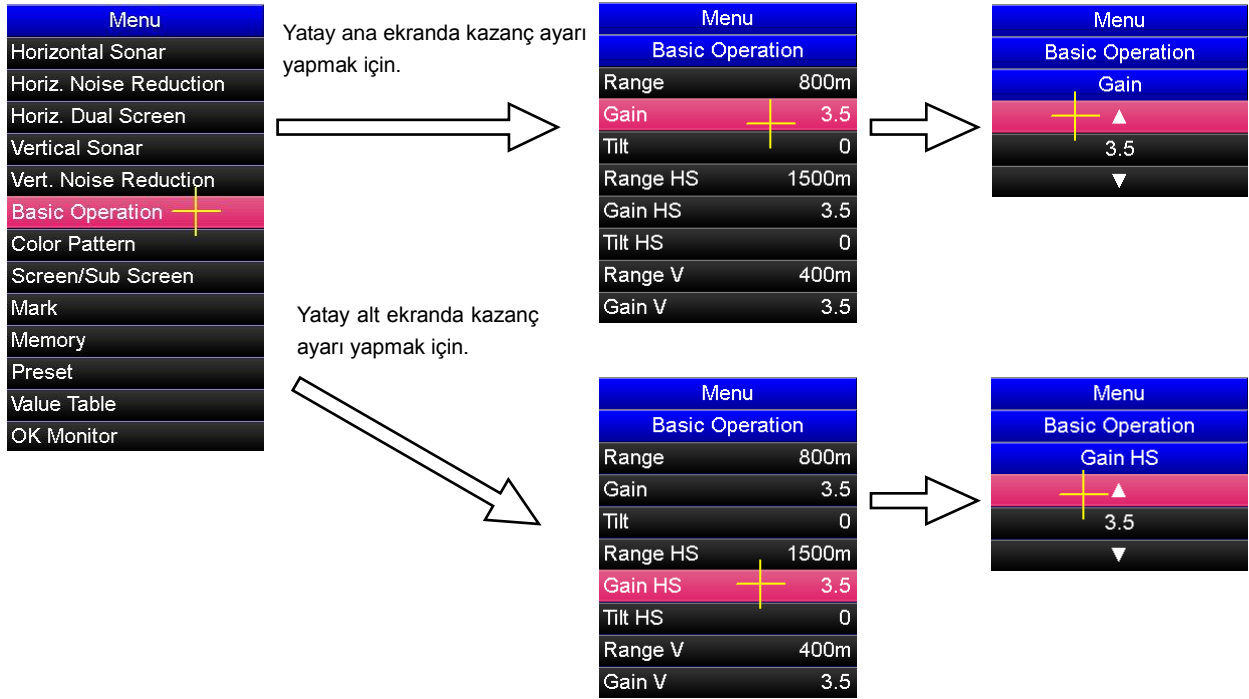 Menu
Horizontal Sonar
Horiz. Noise Reduction
Horiz. Dual Screen
Vertical Sonar
Vert. Noise Reduction
Basic Operation
Color Pattern
Screen/Sub Screen
Mark
Memory
Preset
Value Table
OK Monitor
Yatay ana ekranda kazanç ayarı
yapmak için.
Menu
Basic Operation
Range 800m
Gain 3.5
Tilt 0
Range HS 1500m
Gain HS 3.5
Tilt HS 0
Range V 400m
Gain V 3.5
Menu
Basic Operation
Gain
▲
3.5
▼
Yatay alt ekranda kazanç
ayarı yapmak için.
Menu
Basic Operation
Range 800m
Gain 3.5
Tilt 0
Range HS 1500m
Gain HS 3.5
Tilt HS 0
Range V 400m
Gain V 3.5
Menu
Basic Operation
Gain HS
▲
3.5
▼